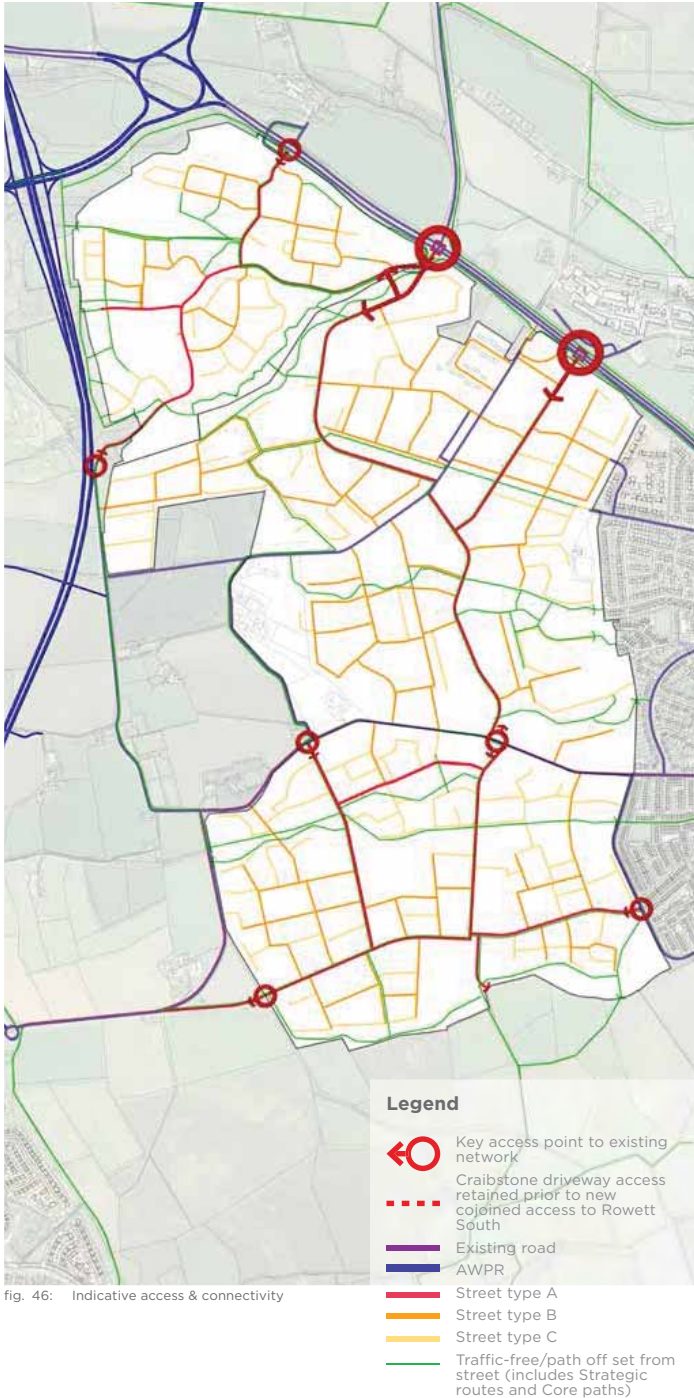 Legend
Key access point to existing
network
Craibstone driveway access
retained prior to new
cojoined access to Rowett
South
Existing road
AWPR
Street type A
Street type B
Street type C
Traffic-free/path off set from
street (includes Strategic
routes and Core paths)
fig. 46: Indicative access & connectivity